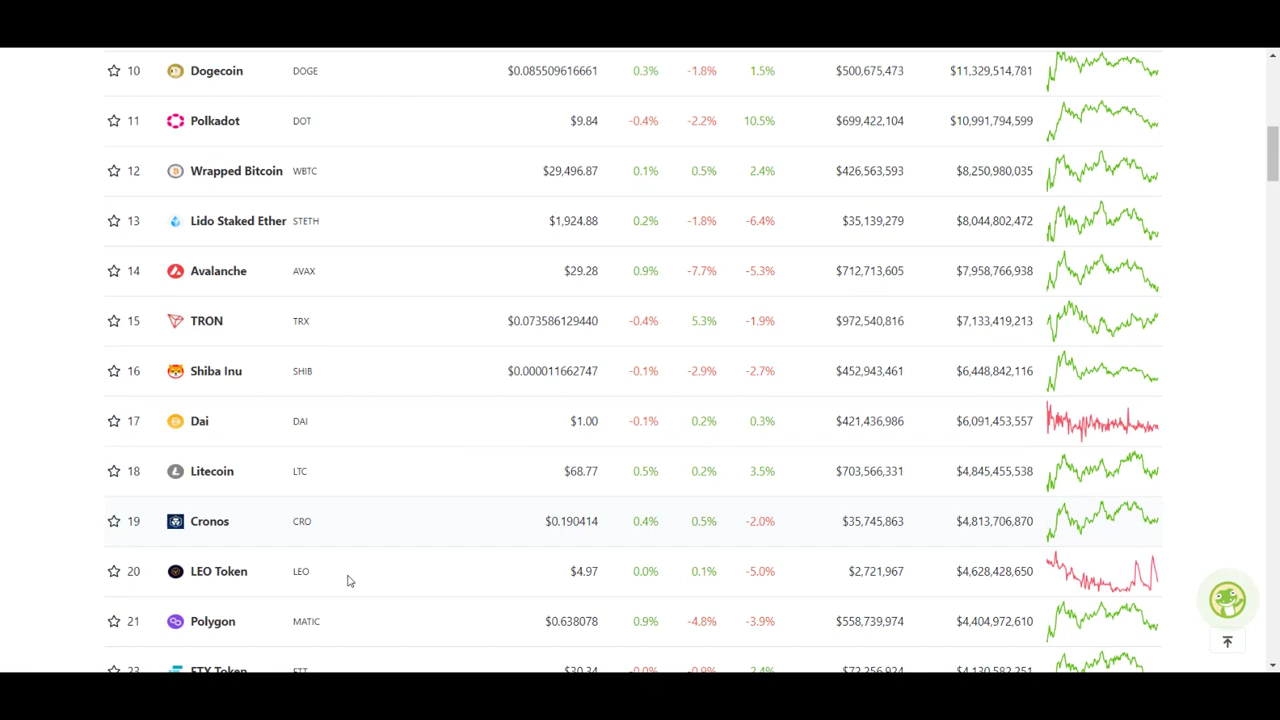 10 Dogecoin DOGE $0.085509616661 0.3% -1.8% 1.5% $500,675,473 $11,329,514,781
11 Polkadot DOT $9.84 -0.4% -2.2% 10.5% $699,422,104 $10,991,794,599
12 Wrapped Bitcoin WBTC $29,496.87 0.1% 0.5% 2.4% $426,563,593 $8,250,980,035
13 Lido Staked Ether STETH $1,924.88 0.2% -1.8% -6.4% $35,139,279 $8,044,802,472
14 Avalanche AVAX $29.28 0.9% -7.7% -5.3% $712,713,605 $7,958,766,938
15 TRON TRX $0.073586129440 -0.4% 5.3% -1.9% $972,540,816 $7,133,419,213
16 Shiba Inu SHIB $0.000011662747 -0.1% -2.9% -2.7% $452,943,461 $6,448,842,116
17 Dai DAI $1.00 -0.1% 0.2% 0.3% $421,436,986 $6,091,453,557
18 Litecoin LTC $68.77 0.5% 0.2% 3.5% $703,566,331 $4,845,455,538
19 Cronos CRO $0.190414 0.4% 0.5% -2.0% $35,745,863 $4,813,706,870
20 LEO Token LEO $4.97 0.0% 0.1% -5.0% $2,721,967 $4,628,428,650
21 Polygon MATIC $0.638078 0.9% -4.8% -3.9% $558,739,974 $4,404,972,610
FTX Token FTT $30.34 2.4%